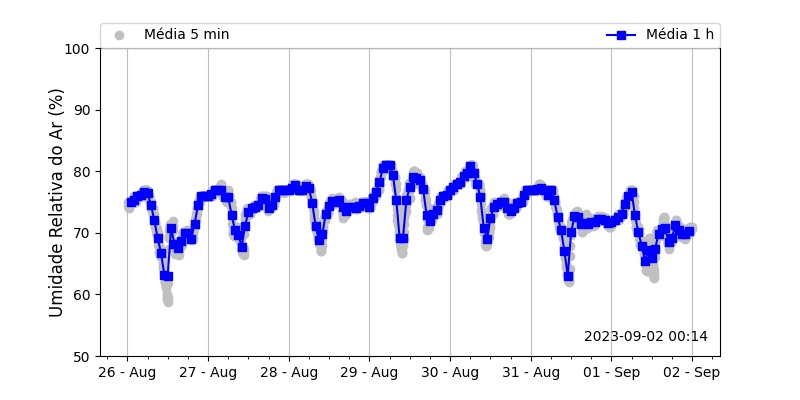 Média 5 min
Média 1 h
Umidade Relativa do Ar (%)
100
90
80
70
60
50
2023-09-02 00:14
26 - Aug
27 - Aug
28 - Aug
29 - Aug
30 - Aug
31 - Aug
01 - Sep
02 - Sep